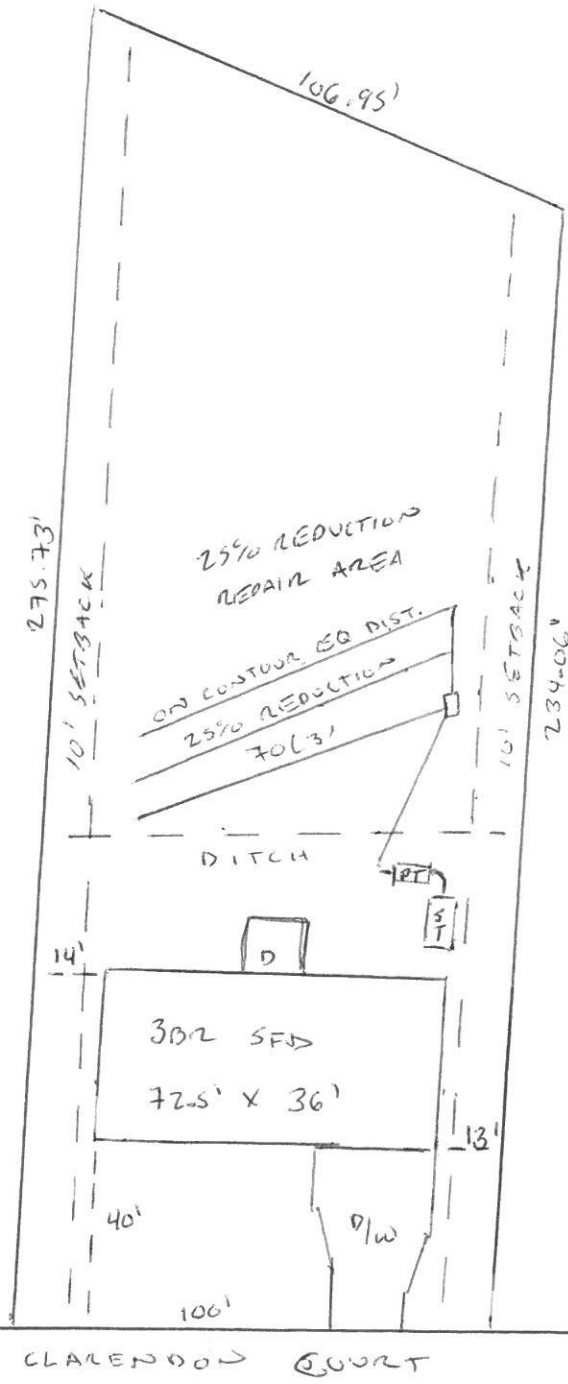 106.95'
275.73'
10' SETBACK
25% REDUCTION
REPAIR AREA
ON CONTOUR EQ DIST.
25% REDUCTION
70(3'
10' SETBACK
234.06'
DITCH
PT
ST
14'
D
3BR SFD
72.5' X 36'
13'
40'
D/W
100'
CLARENDON COURT